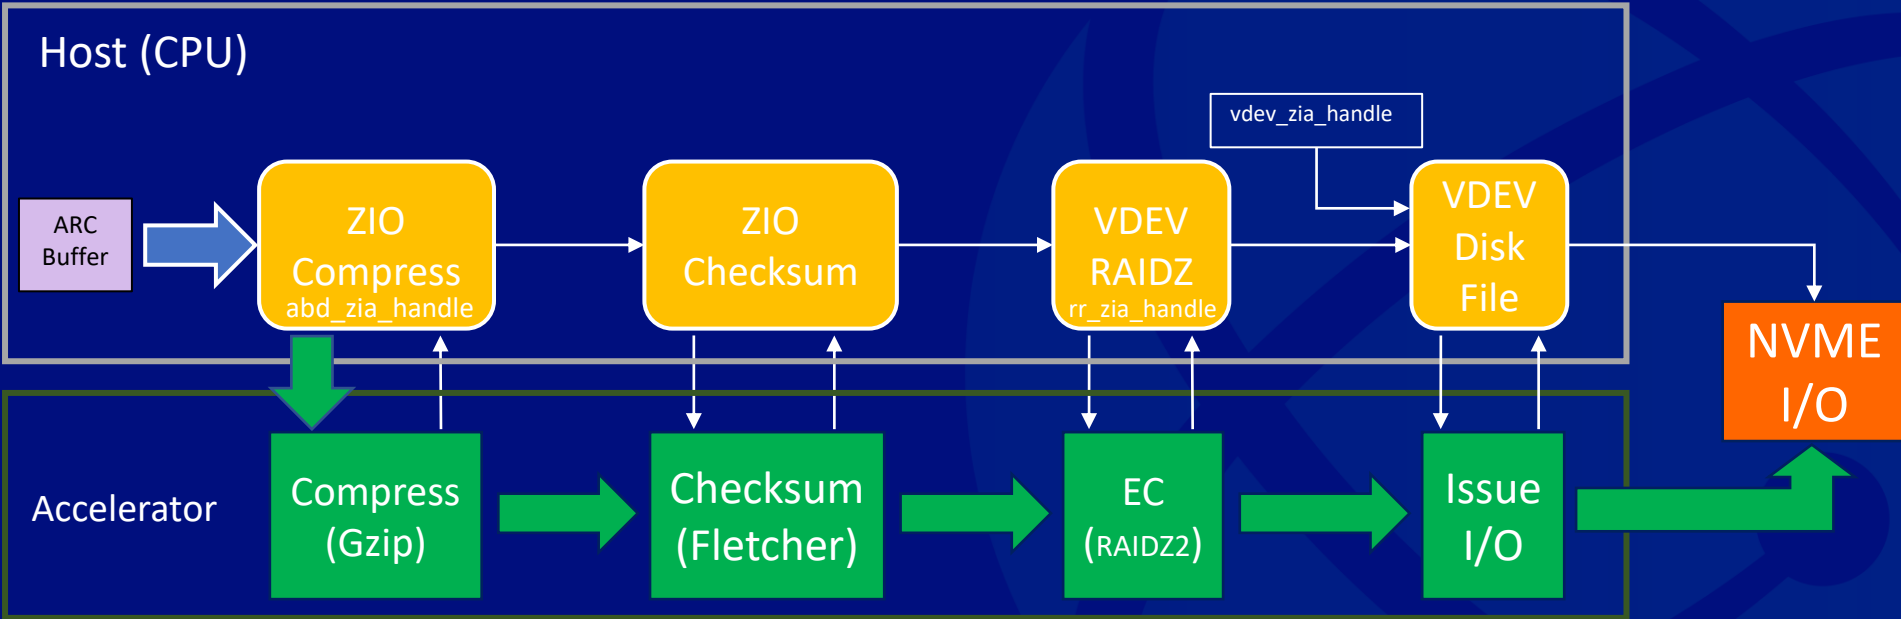 Host (CPU)
vdev_zia_handle
ARC
Buffer
ZIO
Compress
abd_zia_handle
ZIO
Checksum
VDEV
RAIDZ
rr_zia_handle
VDEV
Disk
File
NVME
I/O
Accelerator
Compress
(Gzip)
Checksum
(Fletcher)
EC
(RAIDZ2)
Issue
I/O